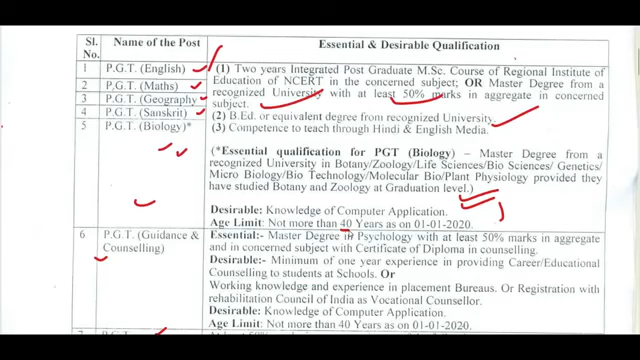 Sl. No. Name of the Post Essential & Desirable Qualification
1 P.G.T. (English) (1) Two years Integrated Post Graduate M.Sc. Course of Regional Institute of
2 P.G.T. (Maths) Education of NCERT in the concerned subject; OR Master Degree from a
3 P.G.T. (Geography) recognized University with at least 50% marks in aggregate in concerned
4 P.G.T. (Sanskrit) subject.
(2) B.Ed. or equivalent degree from recognized University.
5 P.G.T. (Biology)* (3) Competence to teach through Hindi & English Media.
(*Essential qualification for PGT (Biology) – Master Degree from a
recognized University in Botany/Zoology/Life Sciences/Bio Sciences/ Genetics/
Micro Biology/Bio Technology/Molecular Bio/Plant Physiology provided they
have studied Botany and Zoology at Graduation level.)
Desirable: Knowledge of Computer Application.
Age Limit: Not more than 40 Years as on 01-01-2020.
6 P.G.T. (Guidance & Counselling) Essential:- Master Degree in Psychology with at least 50% marks in aggregate
and in concerned subject with Certificate of Diploma in counselling.
Desirable:- Minimum of one year experience in providing Career/Educational
Counselling to students at Schools. Or
Working knowledge and experience in placement Bureaus. Or Registration with
rehabilitation Council of India as Vocational Counsellor.
Desirable: Knowledge of Computer Application.
Age Limit: Not more than 40 Years as on 01-01-2020.